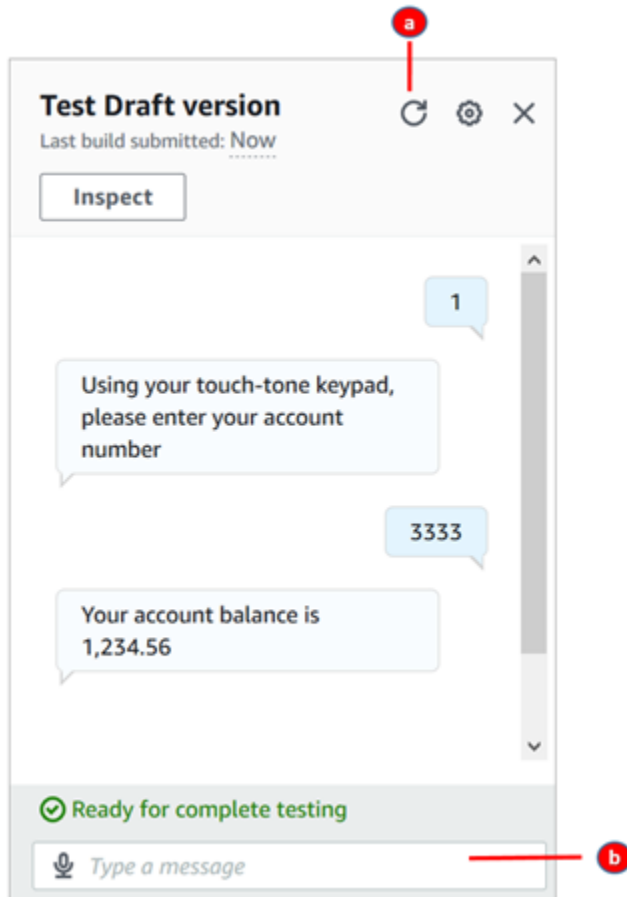 a
Test Draft version
Last build submitted: Now
Inspect
1
Using your touch-tone keypad,
please enter your account
number
3333
Your account balance is
1,234.56
Ready for complete testing
Type a message
b